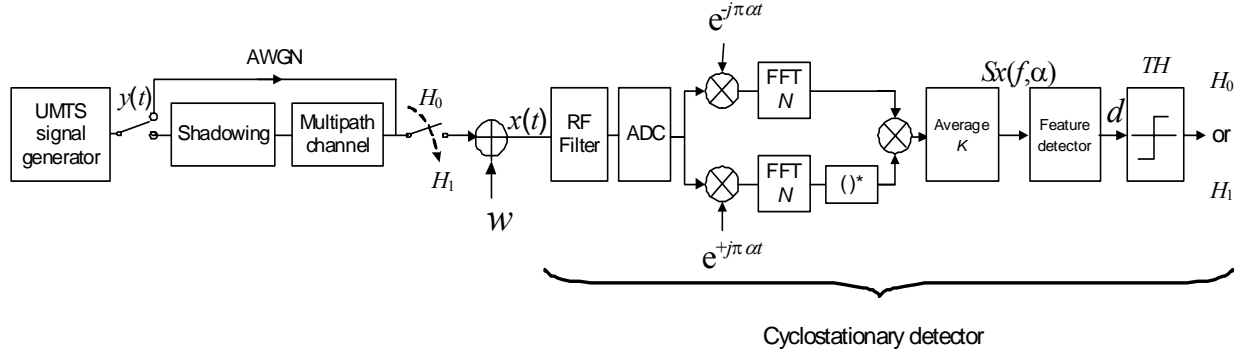 UMTS
signal
generator
y(t)
AWGN
Shadowing
Multipath
channel
H₀
H₁
w
x(t)
RF
Filter
ADC
e^{-jπαt}
e^{+jπαt}
FFT
N
FFT
N
()*
Average
K
Sx(f,α)
Feature
detector
d
TH
H₀
or
H₁
Cyclostationary detector